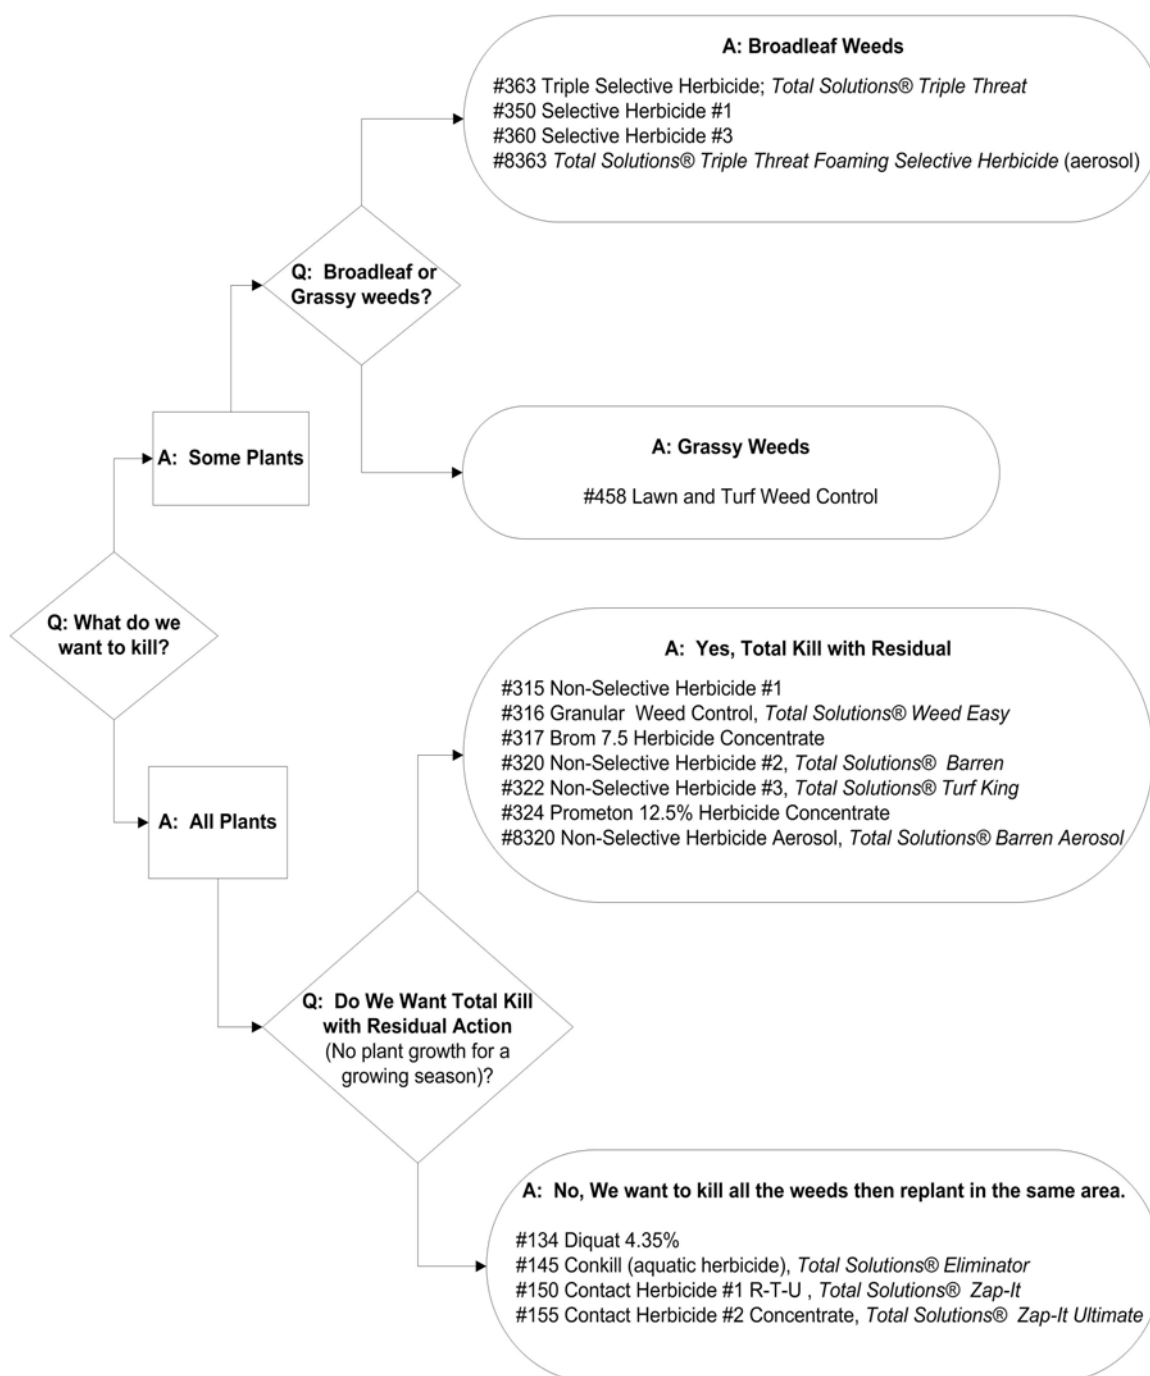 A: Broadleaf Weeds
#363 Triple Selective Herbicide; Total Solutions® Triple Threat
#350 Selective Herbicide #1
#360 Selective Herbicide #3
#8363 Total Solutions® Triple Threat Foaming Selective Herbicide (aerosol)
Q: Broadleaf or
Grassy weeds?
A: Some Plants
A: Grassy Weeds
#458 Lawn and Turf Weed Control
Q: What do we
want to kill?
A: Yes, Total Kill with Residual
#315 Non-Selective Herbicide #1
#316 Granular Weed Control, Total Solutions® Weed Easy
#317 Brom 7.5 Herbicide Concentrate
#320 Non-Selective Herbicide #2, Total Solutions® Barren
#322 Non-Selective Herbicide #3, Total Solutions® Turf King
#324 Prometon 12.5% Herbicide Concentrate
#8320 Non-Selective Herbicide Aerosol, Total Solutions® Barren Aerosol
A: All Plants
Q: Do We Want Total Kill
with Residual Action
(No plant growth for a
growing season)?
A: No, We want to kill all the weeds then replant in the same area.
#134 Diquat 4.35%
#145 Conkill (aquatic herbicide), Total Solutions® Eliminator
#150 Contact Herbicide #1 R-T-U , Total Solutions® Zap-It
#155 Contact Herbicide #2 Concentrate, Total Solutions® Zap-It Ultimate